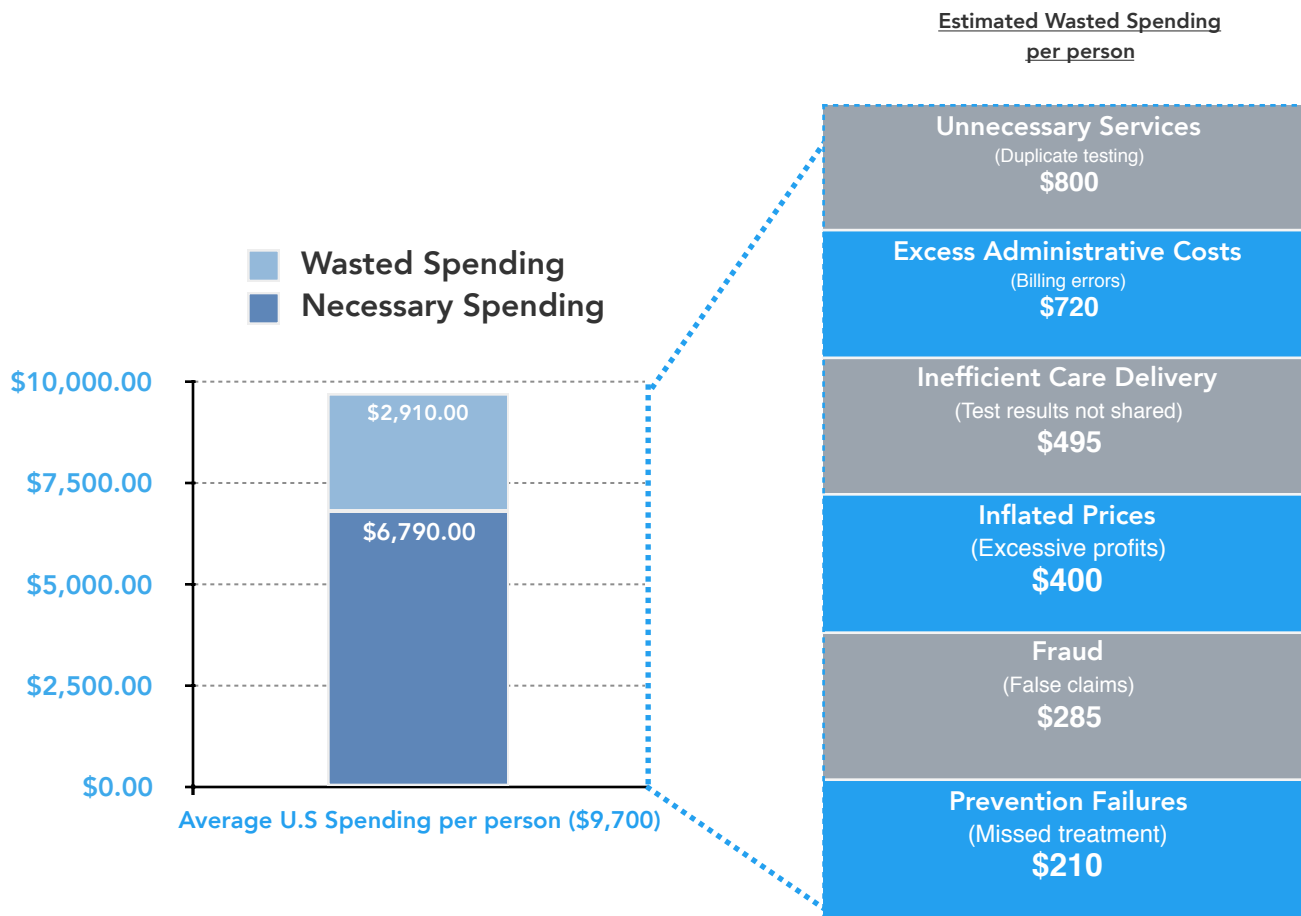 Estimated Wasted Spending
per person
Unnecessary Services
(Duplicate testing)
$800
Excess Administrative Costs
(Billing errors)
$720
Inefficient Care Delivery
(Test results not shared)
$495
Inflated Prices
(Excessive profits)
$400
Fraud
(False claims)
$285
Prevention Failures
(Missed treatment)
$210
Wasted Spending
Necessary Spending
$10,000.00
$7,500.00
$5,000.00
$2,500.00
$0.00
$2,910.00
$6,790.00
Average U.S Spending per person ($9,700)